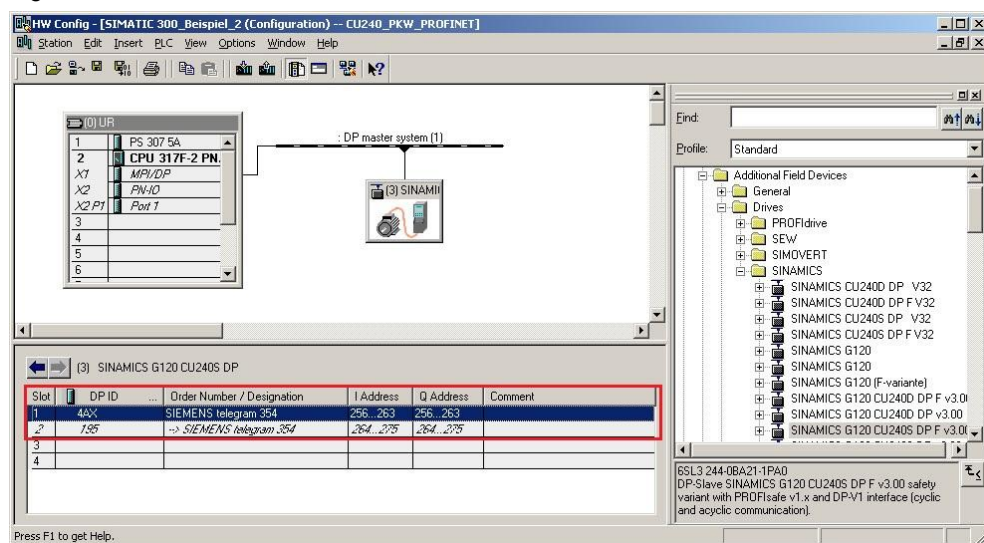 HW Config - [SIMATIC 300_Beispiel_2 (Configuration) -- CU240_PKW_PROFINET]
Station Edit Insert PLC View Options Window Help
(0) UR
1 PS 307 5A
2 CPU 317F-2 PN.
X1 MPI/DP
X2 PN-IO
X2 P1 Port 1
3
4
5
6
: DP master system (1)
(3) SINAMI
Find:
Profile: Standard
Additional Field Devices
General
Drives
PROFIdrive
SEW
SIMOVERT
SINAMICS
SINAMICS CU240D DP V32
SINAMICS CU240D DP F V32
SINAMICS CU240S DP V32
SINAMICS CU240S DP F V32
SINAMICS G120
SINAMICS G120
SINAMICS G120 (F-variante)
SINAMICS G120 CU240D DP F v3.0
SINAMICS G120 CU240D DP v3.00
SINAMICS G120 CU240S DP F v3.0
6SL3 244-0BA21-1PA0
DP-Slave SINAMICS G120 CU240S DP F v3.00 safety
variant with PROFIsafe v1.x and DP-V1 interface (cyclic
and acyclic communication).
(3) SINAMICS G120 CU240S DP
Slot DP ID ... Order Number / Designation I Address Q Address Comment
1 4AX SIEMENS telegram 354 256...263 256...263
2 195 --> SIEMENS telegram 354 264...275 264...275
3
4
Press F1 to get Help.